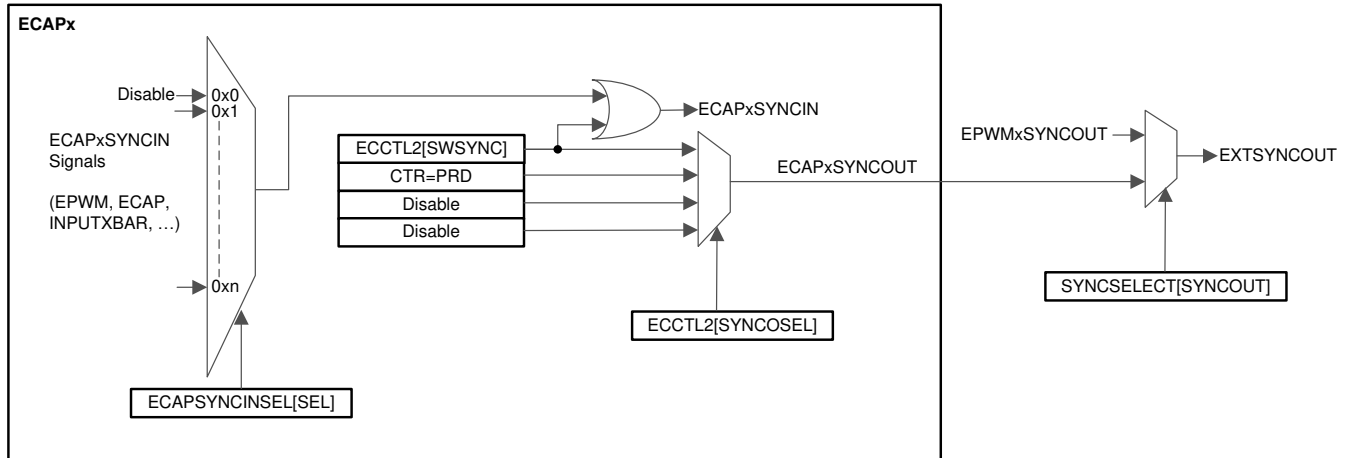 ECAPx
Disable
0x0
0x1
ECAPxSYNCIN
Signals
(EPWM, ECAP,
INPUTXBAR, …)
0xn
ECAPSYNCINSEL[SEL]
ECAPxSYNCIN
ECCTL2[SWSYNC]
CTR=PRD
Disable
Disable
ECAPxSYNCOUT
ECCTL2[SYNCOSEL]
EPWMxSYNCOUT
EXTSYNCOUT
SYNCSELECT[SYNCOUT]